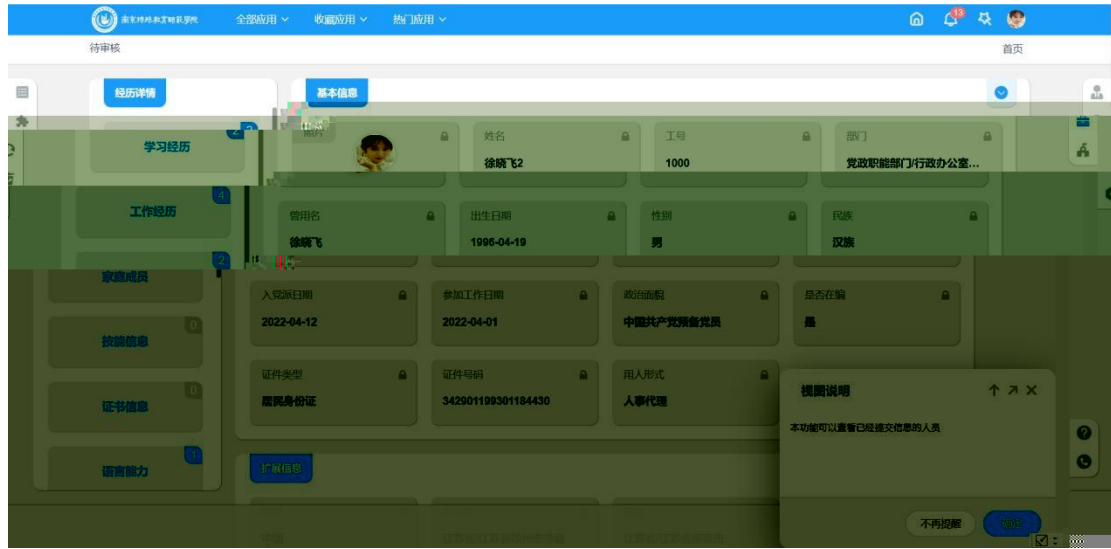 全部应用 收藏应用 热门应用 13
待审核 首页
经历详情 基本信息
学习经历
工作经历 4
家庭成员 2
技能信息 0
证书信息 0
语言能力 1
照片
姓名
徐晓飞2
工号
1000
部门
党政职能部门/行政办公室...
曾用名
徐晓飞
出生日期
1996-04-19
性别
男
民族
汉族
入党派日期
2022-04-12
参加工作日期
2022-04-01
政治面貌
中国共产党预备党员
是否在编
是
证件类型
居民身份证
证件号码
342901199301184430
用人形式
人事代理
扩展信息
中国
视图说明
本功能可以查看已经提交信息的人员
不再提醒